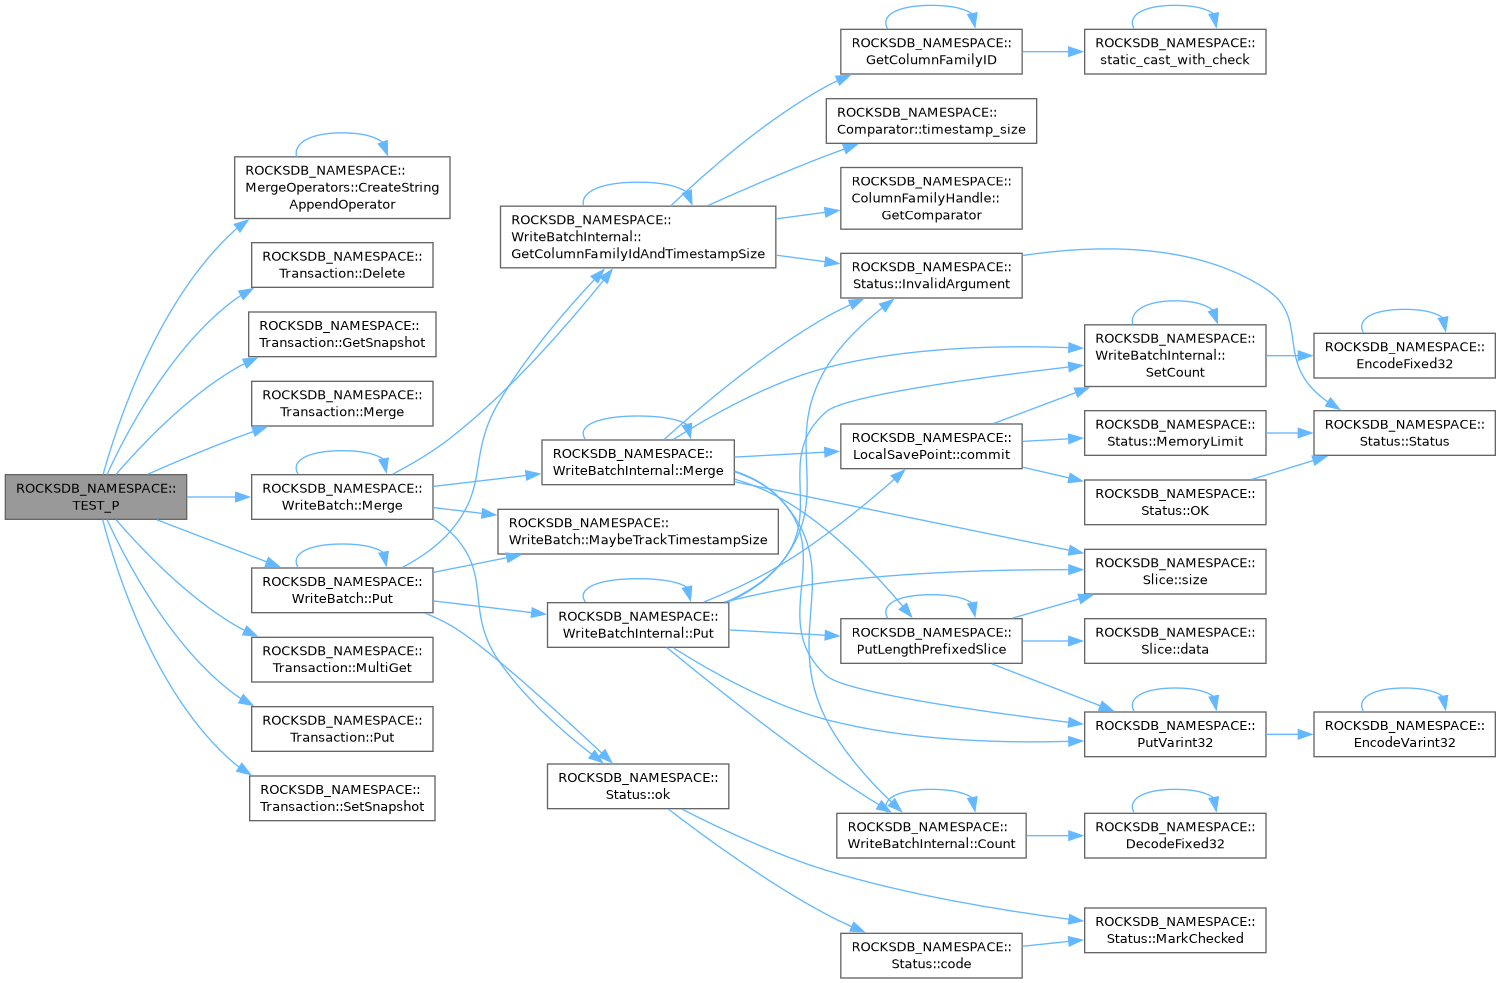 ROCKSDB_NAMESPACE::
TEST_P
ROCKSDB_NAMESPACE::
MergeOperators::CreateString
AppendOperator
ROCKSDB_NAMESPACE::
Transaction::Delete
ROCKSDB_NAMESPACE::
Transaction::GetSnapshot
ROCKSDB_NAMESPACE::
Transaction::Merge
ROCKSDB_NAMESPACE::
WriteBatch::Merge
ROCKSDB_NAMESPACE::
WriteBatch::Put
ROCKSDB_NAMESPACE::
Transaction::MultiGet
ROCKSDB_NAMESPACE::
Transaction::Put
ROCKSDB_NAMESPACE::
Transaction::SetSnapshot
ROCKSDB_NAMESPACE::
WriteBatchInternal::
GetColumnFamilyIdAndTimestampSize
ROCKSDB_NAMESPACE::
WriteBatchInternal::Merge
ROCKSDB_NAMESPACE::
WriteBatch::MaybeTrackTimestampSize
ROCKSDB_NAMESPACE::
WriteBatchInternal::Put
ROCKSDB_NAMESPACE::
Status::ok
ROCKSDB_NAMESPACE::
GetColumnFamilyID
ROCKSDB_NAMESPACE::
Comparator::timestamp_size
ROCKSDB_NAMESPACE::
ColumnFamilyHandle::
GetComparator
ROCKSDB_NAMESPACE::
Status::InvalidArgument
ROCKSDB_NAMESPACE::
LocalSavePoint::commit
ROCKSDB_NAMESPACE::
PutLengthPrefixedSlice
ROCKSDB_NAMESPACE::
WriteBatchInternal::Count
ROCKSDB_NAMESPACE::
Status::code
ROCKSDB_NAMESPACE::
static_cast_with_check
ROCKSDB_NAMESPACE::
WriteBatchInternal::
SetCount
ROCKSDB_NAMESPACE::
Status::MemoryLimit
ROCKSDB_NAMESPACE::
Status::OK
ROCKSDB_NAMESPACE::
Slice::size
ROCKSDB_NAMESPACE::
Slice::data
ROCKSDB_NAMESPACE::
PutVarint32
ROCKSDB_NAMESPACE::
DecodeFixed32
ROCKSDB_NAMESPACE::
Status::MarkChecked
ROCKSDB_NAMESPACE::
EncodeFixed32
ROCKSDB_NAMESPACE::
Status::Status
ROCKSDB_NAMESPACE::
EncodeVarint32